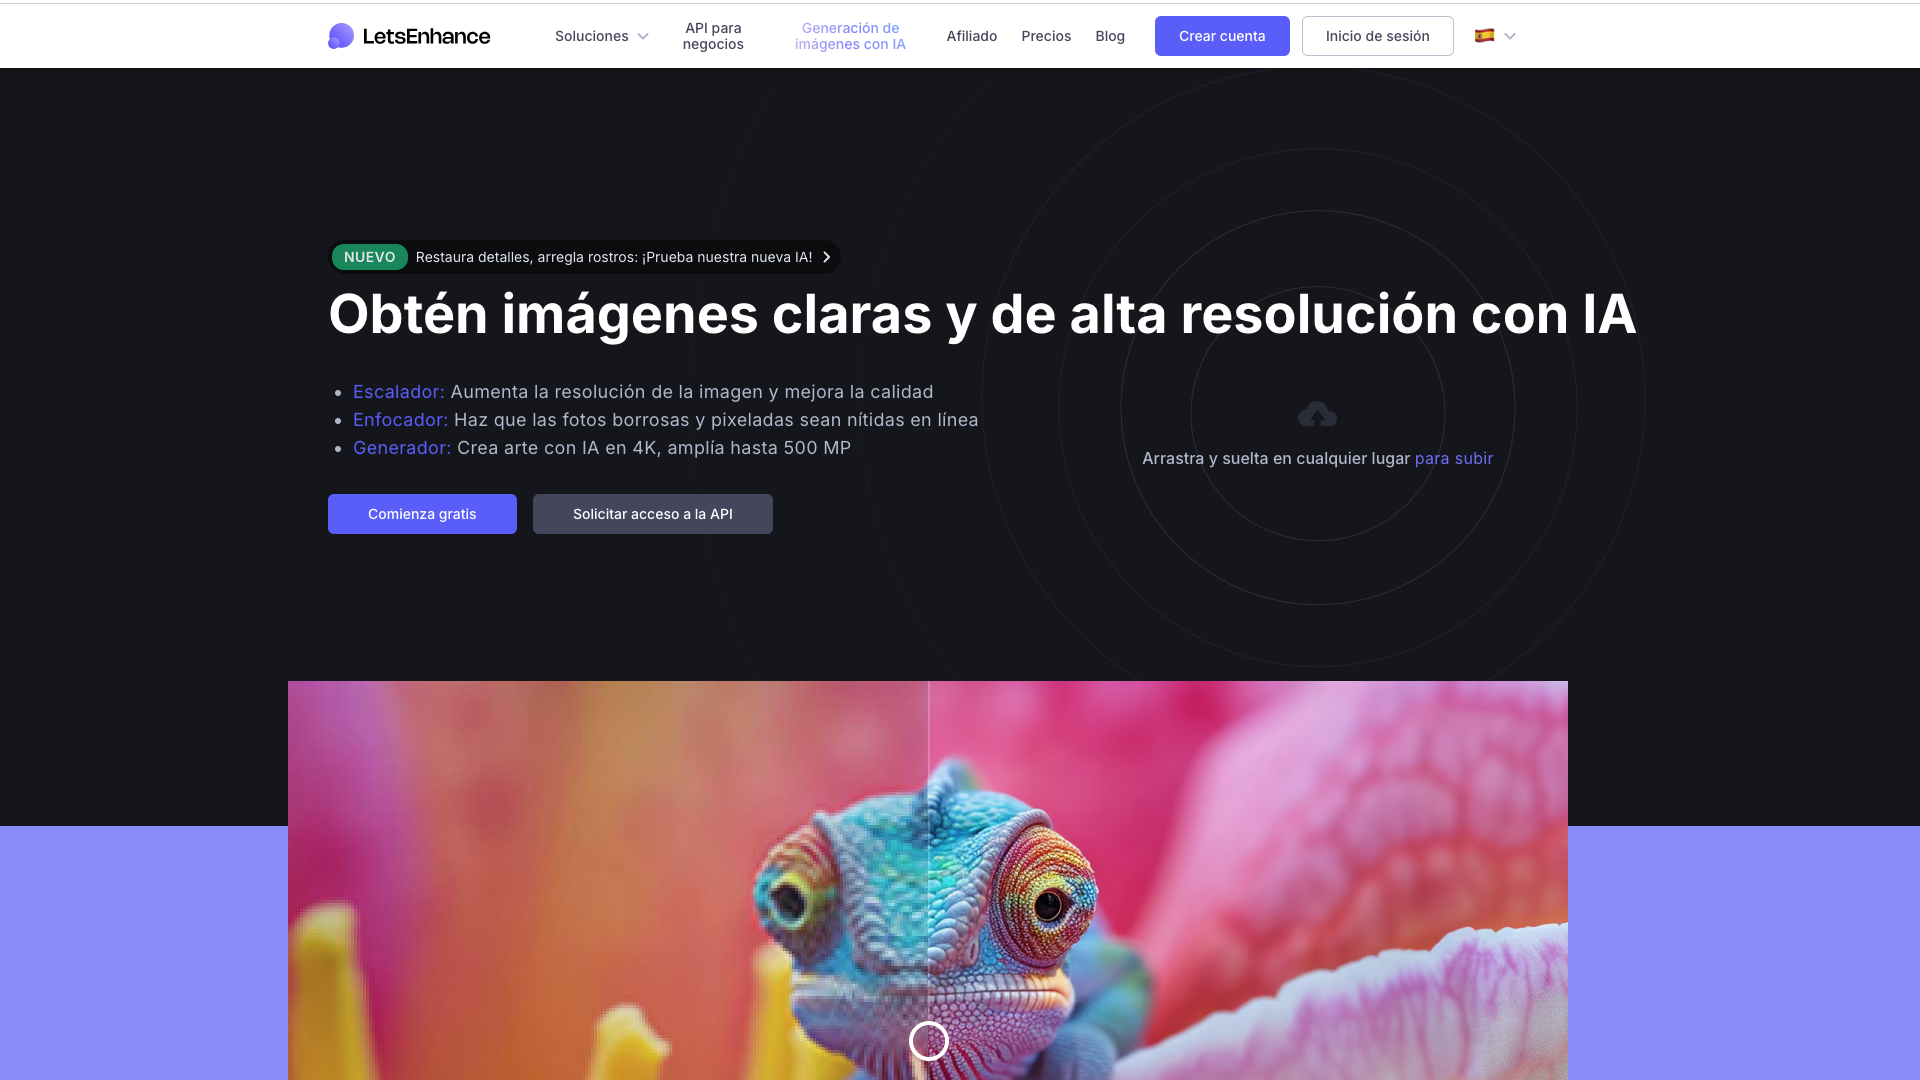 LetsEnhance
Soluciones
API para
negocios
Generación de
imágenes con IA
Afiliado
Precios
Blog
Crear cuenta
Inicio de sesión
NUEVO Restaura detalles, arregla rostros: ¡Prueba nuestra nueva IA!
Obtén imágenes claras y de alta resolución con IA
• Escalador: Aumenta la resolución de la imagen y mejora la calidad
• Enfocador: Haz que las fotos borrosas y pixeladas sean nítidas en línea
• Generador: Crea arte con IA en 4K, amplía hasta 500 MP
Comienza gratis
Solicitar acceso a la API
Arrastra y suelta en cualquier lugar para subir